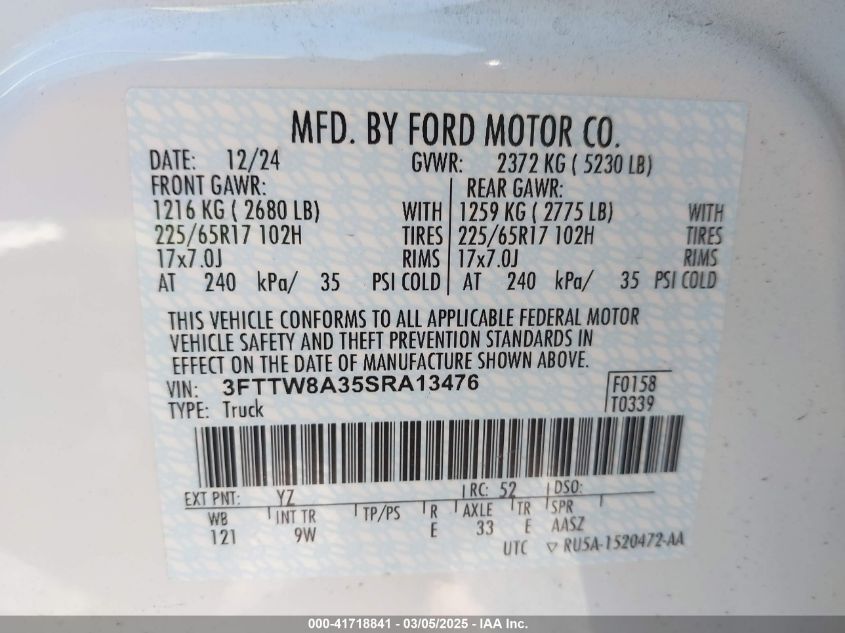 MFD. BY FORD MOTOR CO.
DATE: 12/24 GVWR: 2372 KG ( 5230 LB)
FRONT GAWR: REAR GAWR:
1216 KG ( 2680 LB) WITH 1259 KG ( 2775 LB) WITH
225/65R17 102H TIRES 225/65R17 102H TIRES
17x7.0J RIMS 17x7.0J RIMS
AT 240 kPa/ 35 PSI COLD AT 240 kPa/ 35 PSI COLD
THIS VEHICLE CONFORMS TO ALL APPLICABLE FEDERAL MOTOR
VEHICLE SAFETY AND THEFT PREVENTION STANDARDS IN
EFFECT ON THE DATE OF MANUFACTURE SHOWN ABOVE.
VIN: 3FTTW8A35SRA13476 F0158
TYPE: Truck T0339
EXT PNT: YZ RC: 52 DSO:
WB INT TR TP/PS R AXLE TR SPR
121 9W E 33 E AASZ
UTC ▽ RU5A-1520472-AA
000-41718841 | 03/05/2025 - IAA Inc.